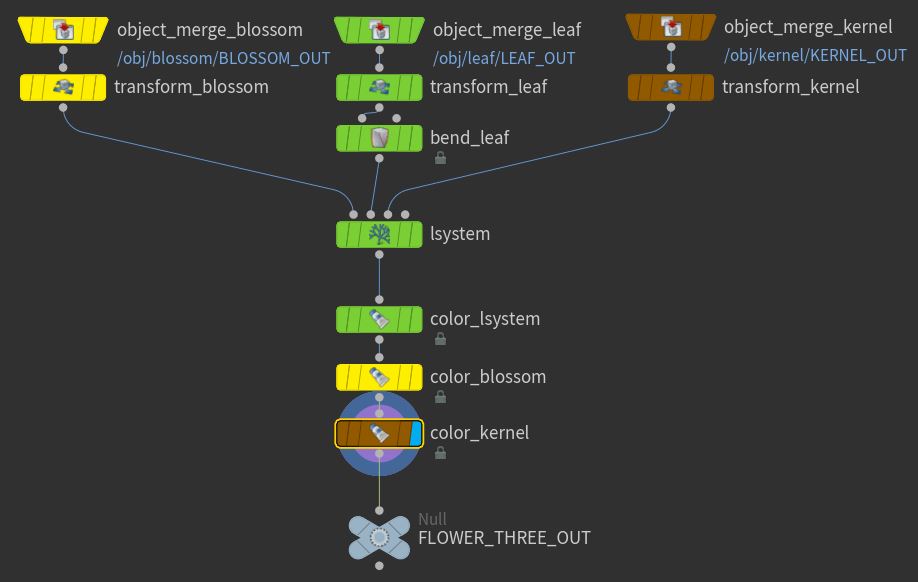 object_merge_blossom
/obj/blossom/BLOSSOM_OUT
transform_blossom
object_merge_leaf
/obj/leaf/LEAF_OUT
transform_leaf
bend_leaf
object_merge_kernel
/obj/kernel/KERNEL_OUT
transform_kernel
lsystem
color_lsystem
color_blossom
color_kernel
Null
FLOWER_THREE_OUT